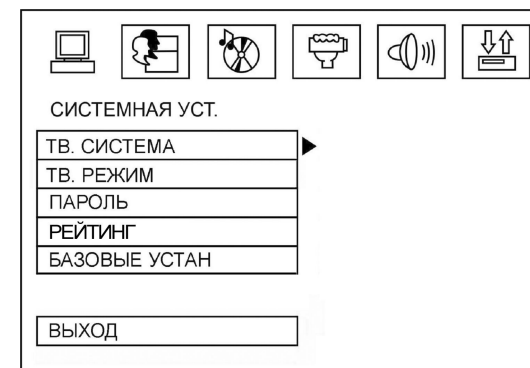 СИСТЕМНАЯ УСТ.
ТВ. СИСТЕМА
ТВ. РЕЖИМ
ПАРОЛЬ
РЕЙТИНГ
БАЗОВЫЕ УСТАН
ВЫХОД